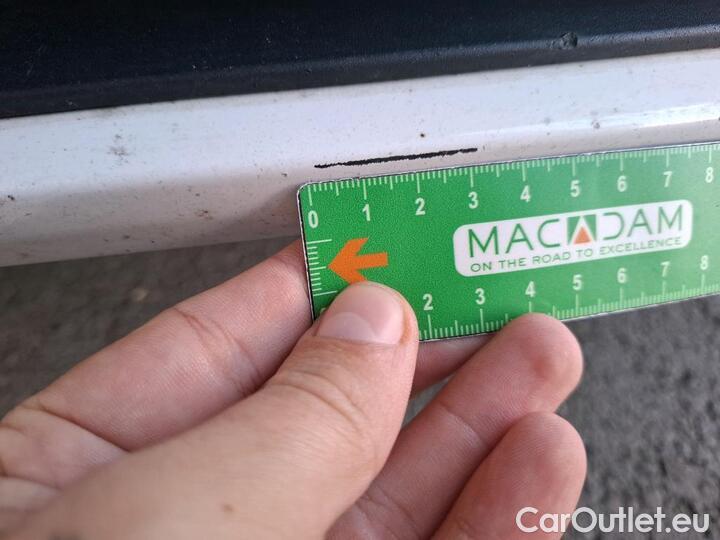 0 1 2 3 4 5 6 7 8
MACADAM
ON THE ROAD TO EXCELLENCE
2 3 4 5 6 7 8
CarOutlet.eu